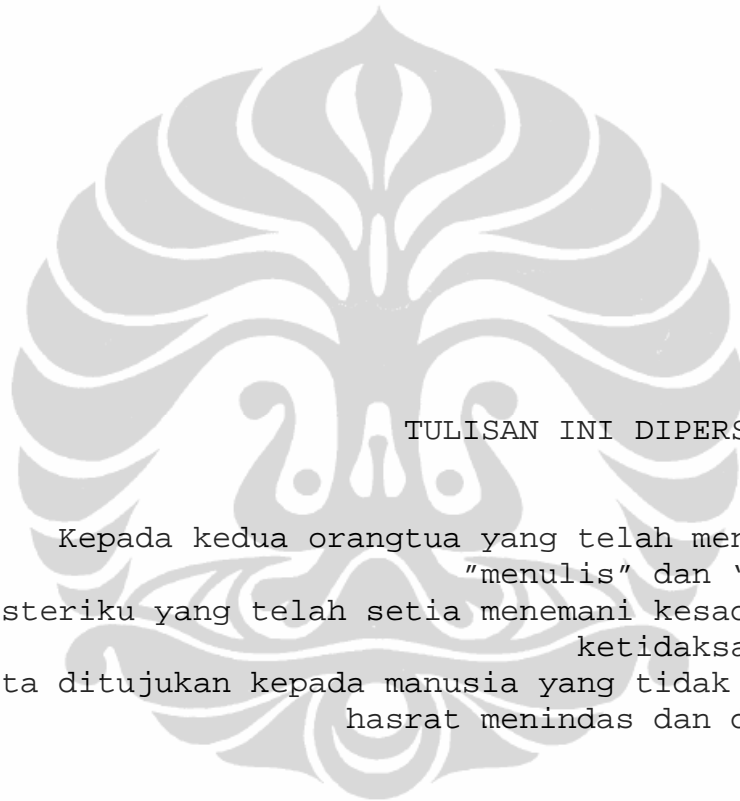 TULISAN INI DIPERS
Kepada kedua orangtua yang telah men
"menulis" dan "
steriku yang telah setia menemani kesad
ketidaksa
ta ditujukan kepada manusia yang tidak
hasrat menindas dan d